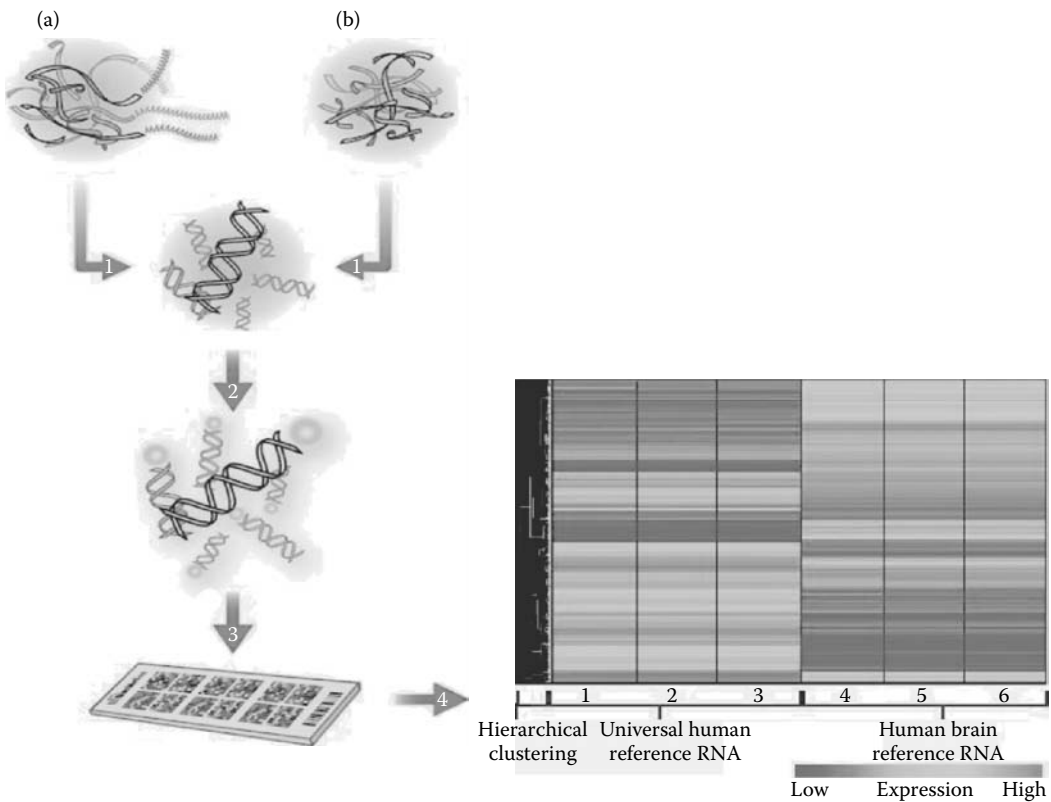 (a)
(b)
1
1
2
3
4
1
2
3
4
5
6
Hierarchical
clustering
Universal human
reference RNA
Human brain
reference RNA
Low
Expression
High